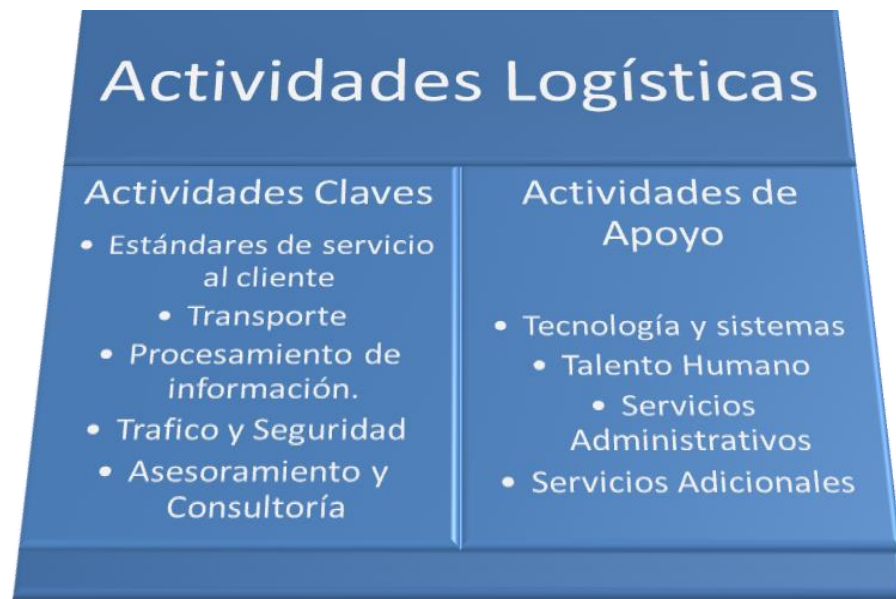 Actividades Logísticas
Actividades Claves
• Estándares de servicio
al cliente
• Transporte
• Procesamiento de
información.
• Trafico y Seguridad
• Asesoramiento y
Consultoría
Actividades de
Apoyo
• Tecnología y sistemas
• Talento Humano
• Servicios
Administrativos
• Servicios Adicionales